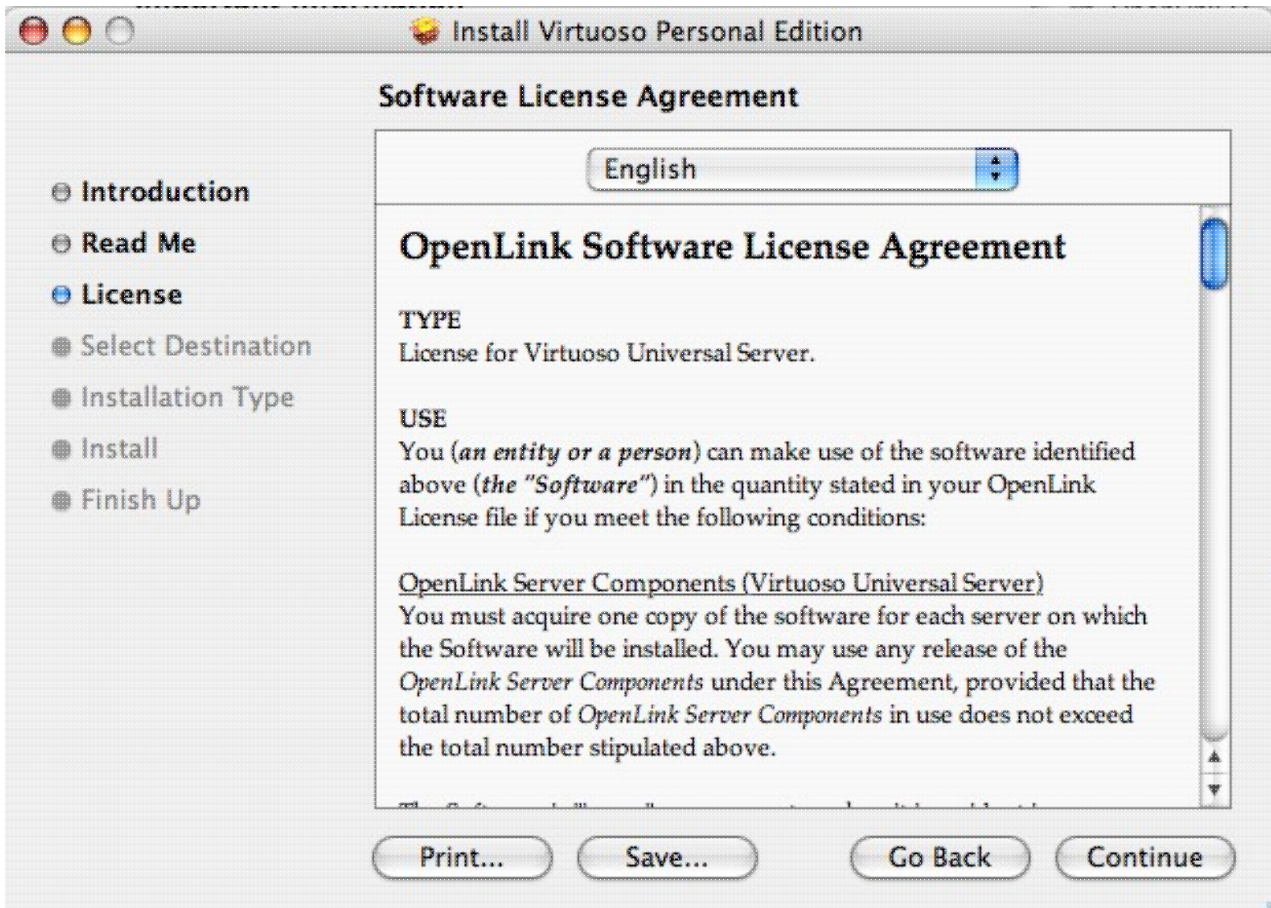 Install Virtuoso Personal Edition
Software License Agreement
Introduction
Read Me
License
Select Destination
Installation Type
Install
Finish Up
English
OpenLink Software License Agreement
TYPE
License for Virtuoso Universal Server.
USE
You (an entity or a person) can make use of the software identified
above (the "Software") in the quantity stated in your OpenLink
License file if you meet the following conditions:
OpenLink Server Components (Virtuoso Universal Server)
You must acquire one copy of the software for each server on which
the Software will be installed. You may use any release of the
OpenLink Server Components under this Agreement, provided that the
total number of OpenLink Server Components in use does not exceed
the total number stipulated above.
Print...
Save...
Go Back
Continue